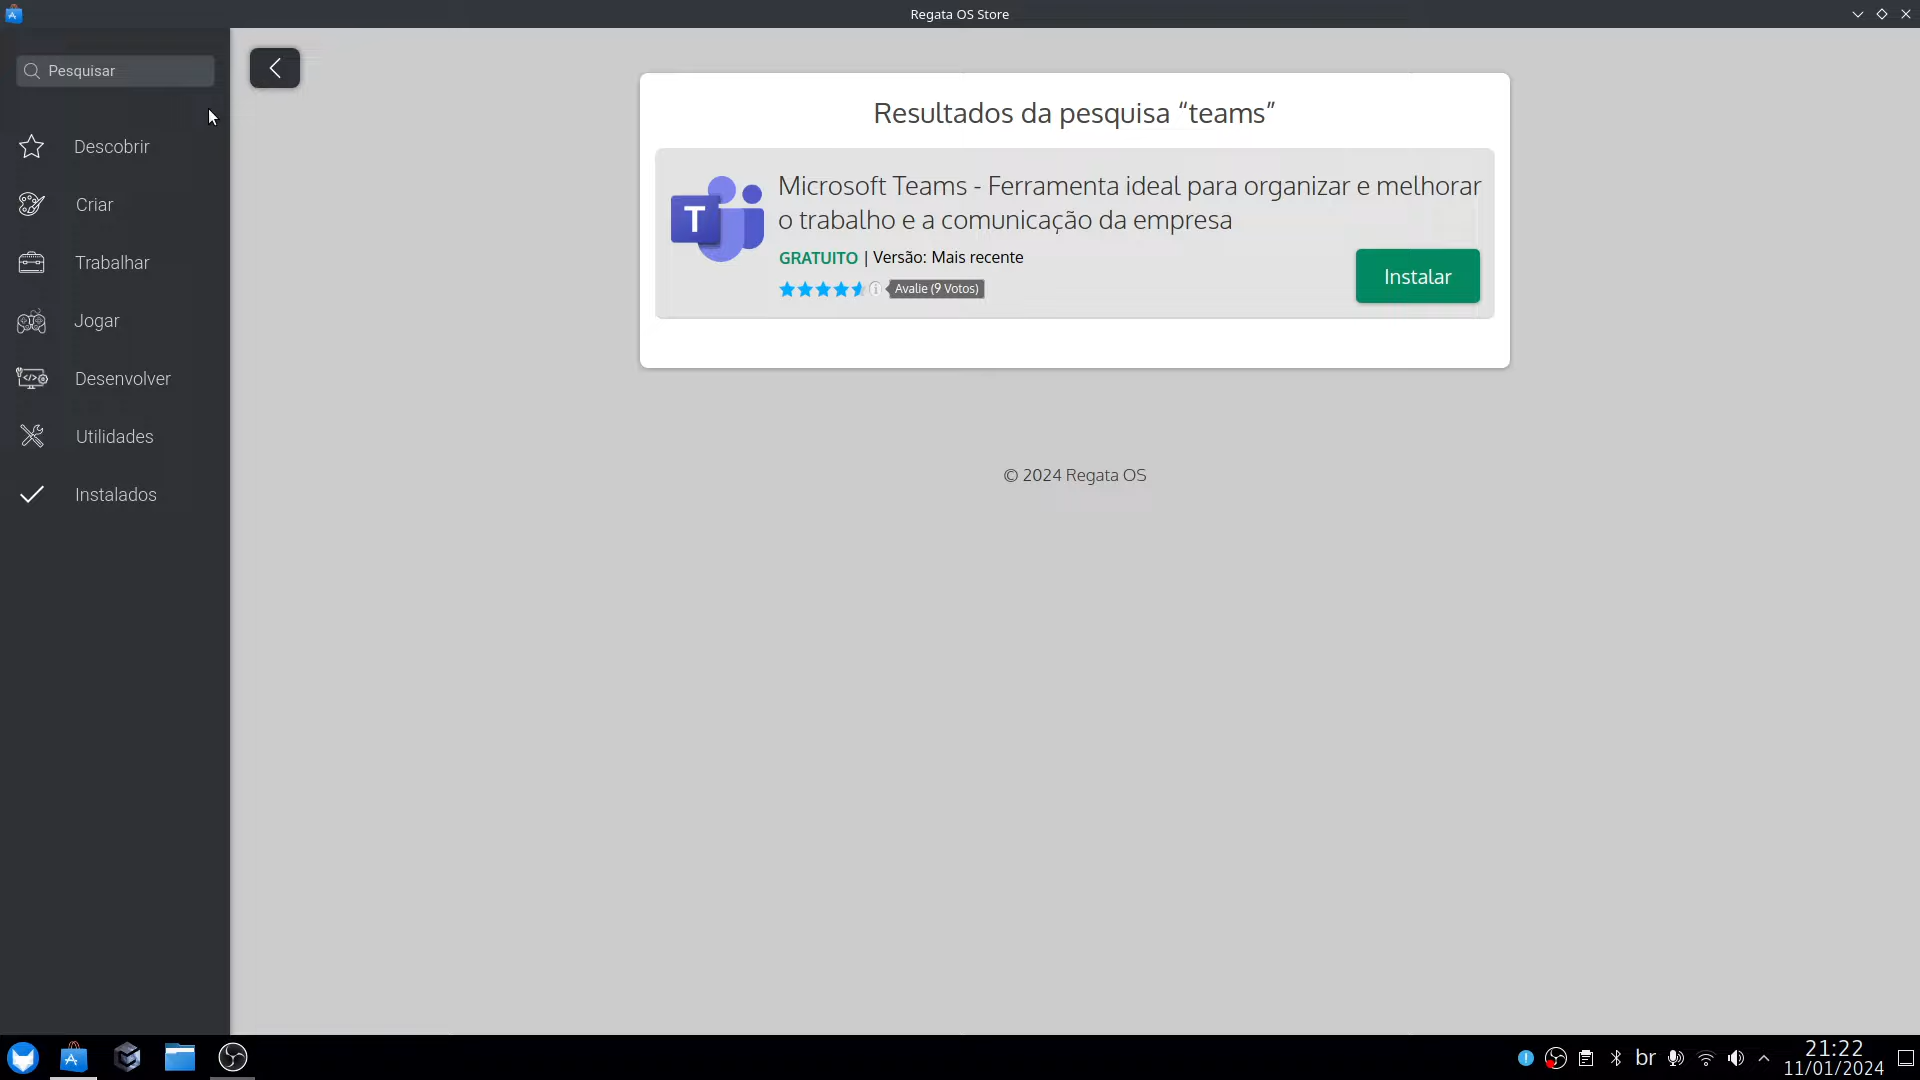 Regata OS Store
Pesquisar
Descobrir
Criar
Trabalhar
Jogar
Desenvolver
Utilidades
Instalados
Resultados da pesquisa “teams”
T
Microsoft Teams - Ferramenta ideal para organizar e melhorar
o trabalho e a comunicação da empresa
GRATUITO | Versão: Mais recente
Avalie (9 Votos)
Instalar
© 2024 Regata OS
br
21:22
11/01/2024